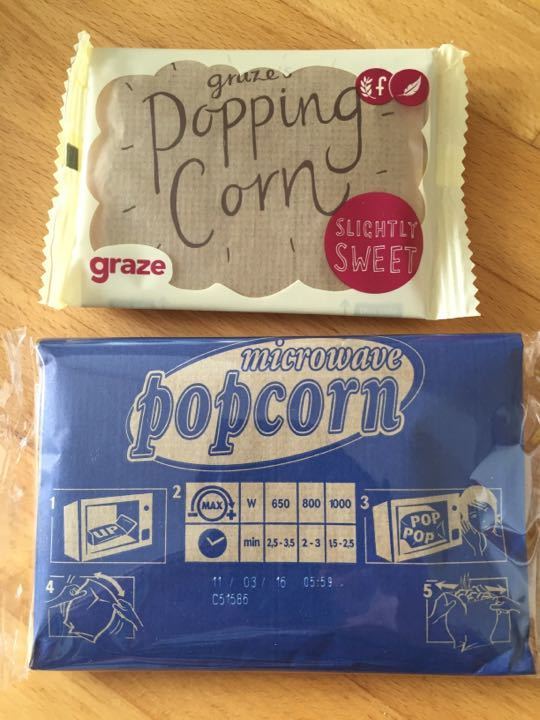 graze's
Popping
Corn
SLIGHTLY
SWEET
graze
microwave
popcorn
1
UP
2
MAX
- +
W 650 800 1000
min 2,5-3,5 2-3 1,5-2,5
3
POP
POP
11 / 03 / 16 05:59
C51586
4
5